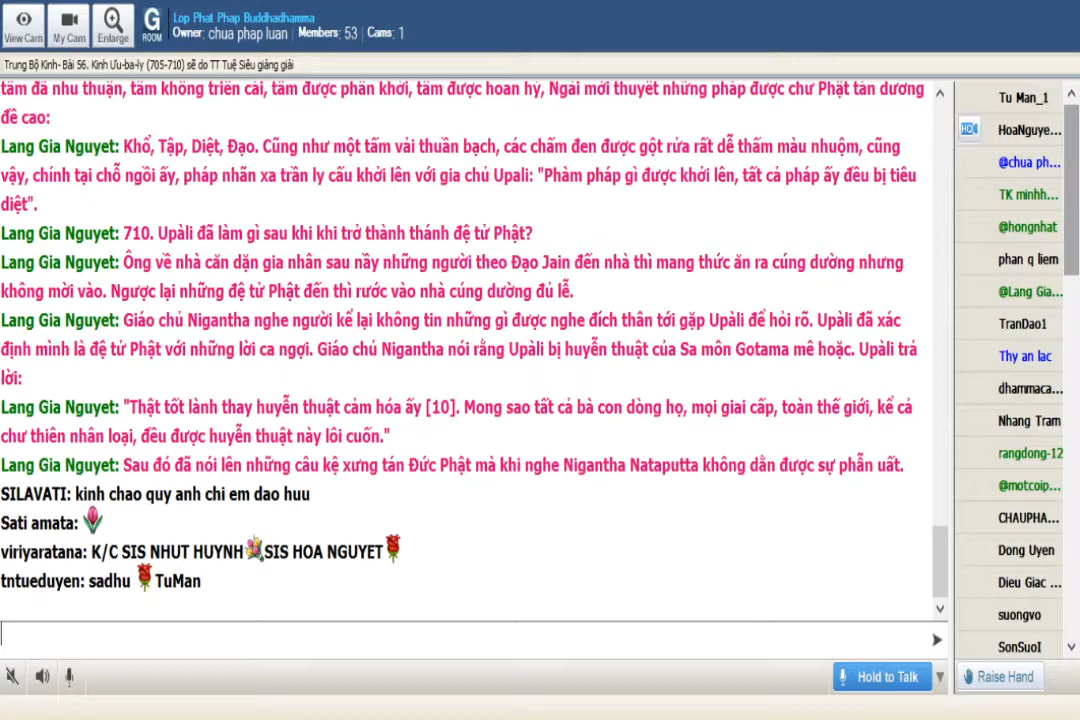 View Cam
My Cam
Enlarge
G
ROOM
Lop Phat Phap Buddhadhamma
Owner: chua phap luan | Members: 53 | Cams: 1
Trung Bộ Kinh- Bài 56. Kinh Ưu-ba-ly (705-710) sẽ do TT Tuệ Siêu giảng giải
tâm đã nhu thuận, tâm không triền cái, tâm được phấn khởi, tâm được hoan hỷ, Ngài mới thuyết những pháp được chư Phật tán dương
đề cao:
Lang Gia Nguyet: Khổ, Tập, Diệt, Đạo. Cũng như một tấm vải thuần bạch, các chấm đen được gột rửa rất dễ thấm màu nhuộm, cũng
vậy, chính tại chỗ ngồi ấy, pháp nhãn xa trần ly cấu khởi lên với gia chủ Upali: "Phàm pháp gì được khởi lên, tất cả pháp ấy đều bị tiêu
diệt".
Lang Gia Nguyet: 710. Upàli đã làm gì sau khi khi trở thành thánh đệ tử Phật?
Lang Gia Nguyet: Ông về nhà căn dặn gia nhân sau nầy những người theo Đạo Jain đến nhà thì mang thức ăn ra cúng dường nhưng
không mời vào. Ngược lại những đệ tử Phật đến thì rước vào nhà cúng dường đủ lễ.
Lang Gia Nguyet: Giáo chủ Nigantha nghe người kể lại không tin những gì được nghe đích thân tới gặp Upàli để hỏi rõ. Upàli đã xác
định mình là đệ tử Phật với những lời ca ngợi. Giáo chủ Nigantha nói rằng Upàli bị huyễn thuật của Sa môn Gotama mê hoặc. Upàli trả
lời:
Lang Gia Nguyet: "Thật tốt lành thay huyễn thuật cảm hóa ấy [10]. Mong sao tất cả bà con dòng họ, mọi giai cấp, toàn thế giới, kể cả
chư thiên nhân loại, đều được huyễn thuật này lôi cuốn."
Lang Gia Nguyet: Sau đó đã nói lên những câu kệ xưng tán Đức Phật mà khi nghe Nigantha Nataputta không dằn được sự phẫn uất.
SILAVATI: kinh chao quy anh chi em dao huu
Sati amata:
viriyaratana: K/C SIS NHUT HUYNH SIS HOA NGUYET
tntueduyen: sadhu TuMan
Hold to Talk
Tu Man_1
HoaNguye...
@chua ph...
TK minhh...
@hongnhat
phan q liem
@Lang Gia...
TranDao1
Thy an lac
dhammaca...
Nhang Tram
rangdong-12
@motcoip...
CHAUPHA...
Dong Uyen
Dieu Giac ...
suongvo
SonSuoI
Raise Hand